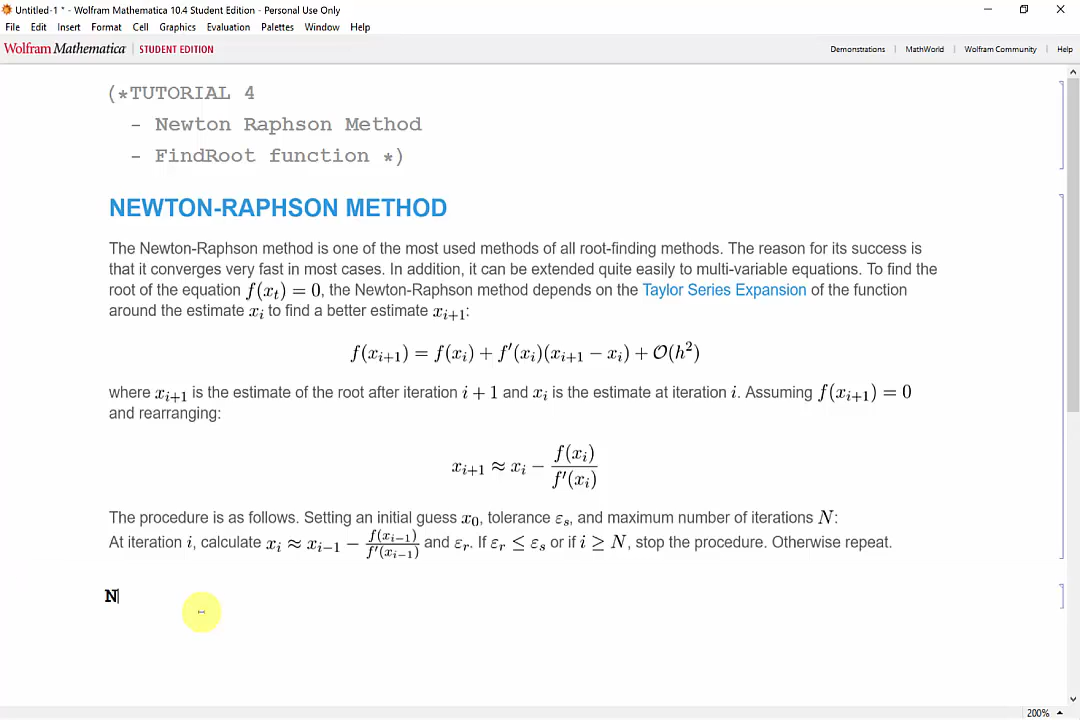 Untitled-1 * - Wolfram Mathematica 10.4 Student Edition - Personal Use Only
File Edit Insert Format Cell Graphics Evaluation Palettes Window Help
Wolfram Mathematica | STUDENT EDITION Demonstrations | MathWorld | Wolfram Community | Help
(*TUTORIAL 4
- Newton Raphson Method
- FindRoot function *)
NEWTON-RAPHSON METHOD
The Newton-Raphson method is one of the most used methods of all root-finding methods. The reason for its success is
that it converges very fast in most cases. In addition, it can be extended quite easily to multi-variable equations. To find the
root of the equation f(x_t) = 0, the Newton-Raphson method depends on the Taylor Series Expansion of the function
around the estimate x_i to find a better estimate x_{i+1}:
f(x_{i+1}) = f(x_i) + f'(x_i)(x_{i+1} − x_i) + O(h^2)
where x_{i+1} is the estimate of the root after iteration i + 1 and x_i is the estimate at iteration i. Assuming f(x_{i+1}) = 0
and rearranging:
x_{i+1} ≈ x_i − f(x_i)/f'(x_i)
The procedure is as follows. Setting an initial guess x_0, tolerance ε_s, and maximum number of iterations N:
At iteration i, calculate x_i ≈ x_{i−1} − f(x_{i−1})/f'(x_{i−1}) and ε_r. If ε_r ≤ ε_s or if i ≥ N, stop the procedure. Otherwise repeat.
N
200%